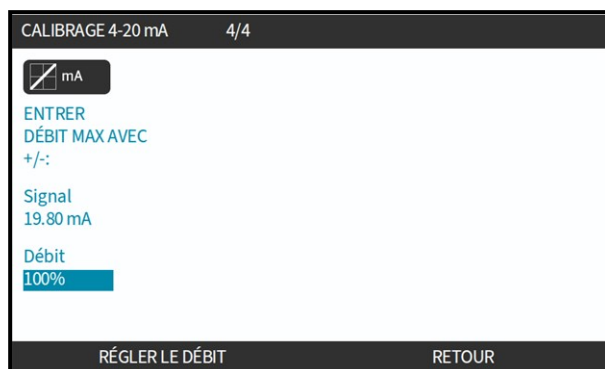 CALIBRAGE 4-20 mA 4/4
mA
ENTRER
DÉBIT MAX AVEC
+/-:
Signal
19.80 mA
Débit
100%
RÉGLER LE DÉBIT RETOUR